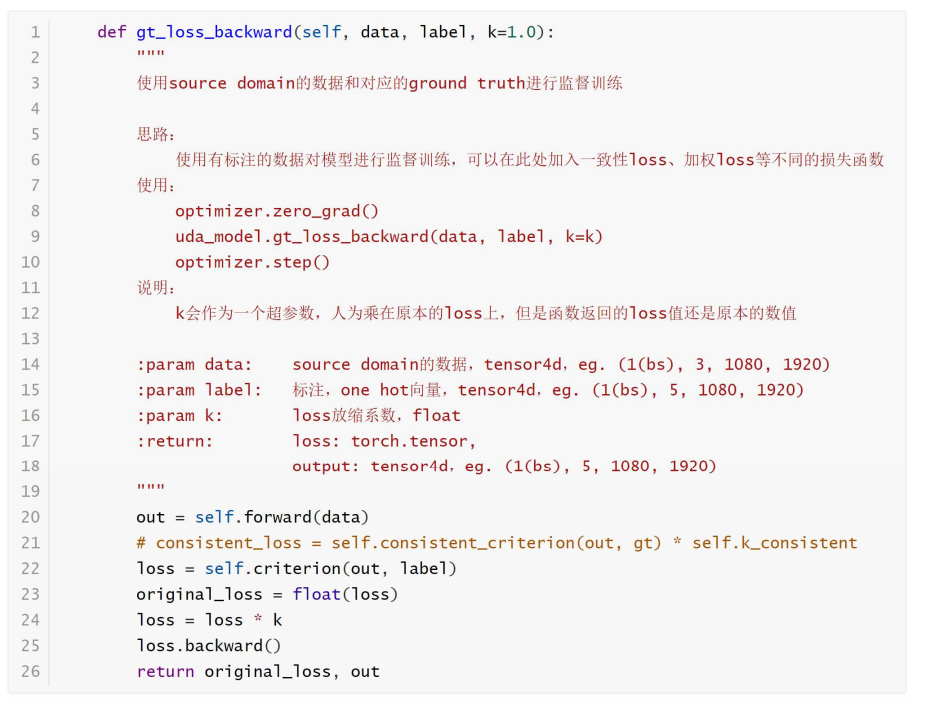 1 def gt_loss_backward(self, data, label, k=1.0):
2 """
3 使用source domain的数据和对应的ground truth进行监督训练
4
5 思路：
6 使用有标注的数据对模型进行监督训练，可以在此处加入一致性loss、加权loss等不同的损失函数
7 使用：
8 optimizer.zero_grad()
9 uda_model.gt_loss_backward(data, label, k=k)
10 optimizer.step()
11 说明：
12 k会作为一个超参数，人为乘在原本的loss上，但是函数返回的loss值还是原本的数值
13
14 :param data: source domain的数据，tensor4d，eg. (1(bs), 3, 1080, 1920)
15 :param label: 标注，one hot向量，tensor4d，eg. (1(bs), 5, 1080, 1920)
16 :param k: loss放缩系数，float
17 :return: loss: torch.tensor,
18 output: tensor4d，eg. (1(bs), 5, 1080, 1920)
19 """
20 out = self.forward(data)
21 # consistent_loss = self.consistent_criterion(out, gt) * self.k_consistent
22 loss = self.criterion(out, label)
23 original_loss = float(loss)
24 loss = loss * k
25 loss.backward()
26 return original_loss, out